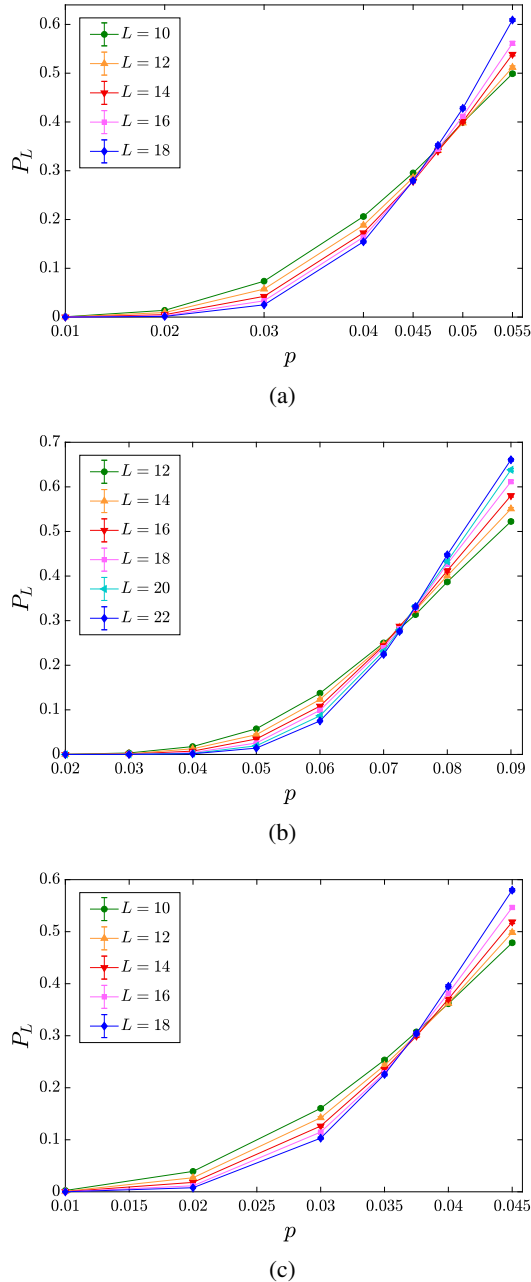 0.6
0.5
0.4
0.3
0.2
0.1
0
P_L
L = 10
L = 12
L = 14
L = 16
L = 18
0.01 0.02 0.03 0.04 0.045 0.05 0.055
p
(a)
0.7
0.6
0.5
0.4
0.3
0.2
0.1
0
P_L
L = 12
L = 14
L = 16
L = 18
L = 20
L = 22
0.02 0.03 0.04 0.05 0.06 0.07 0.08 0.09
p
(b)
0.6
0.5
0.4
0.3
0.2
0.1
0
P_L
L = 10
L = 12
L = 14
L = 16
L = 18
0.01 0.015 0.02 0.025 0.03 0.035 0.04 0.045
p
(c)